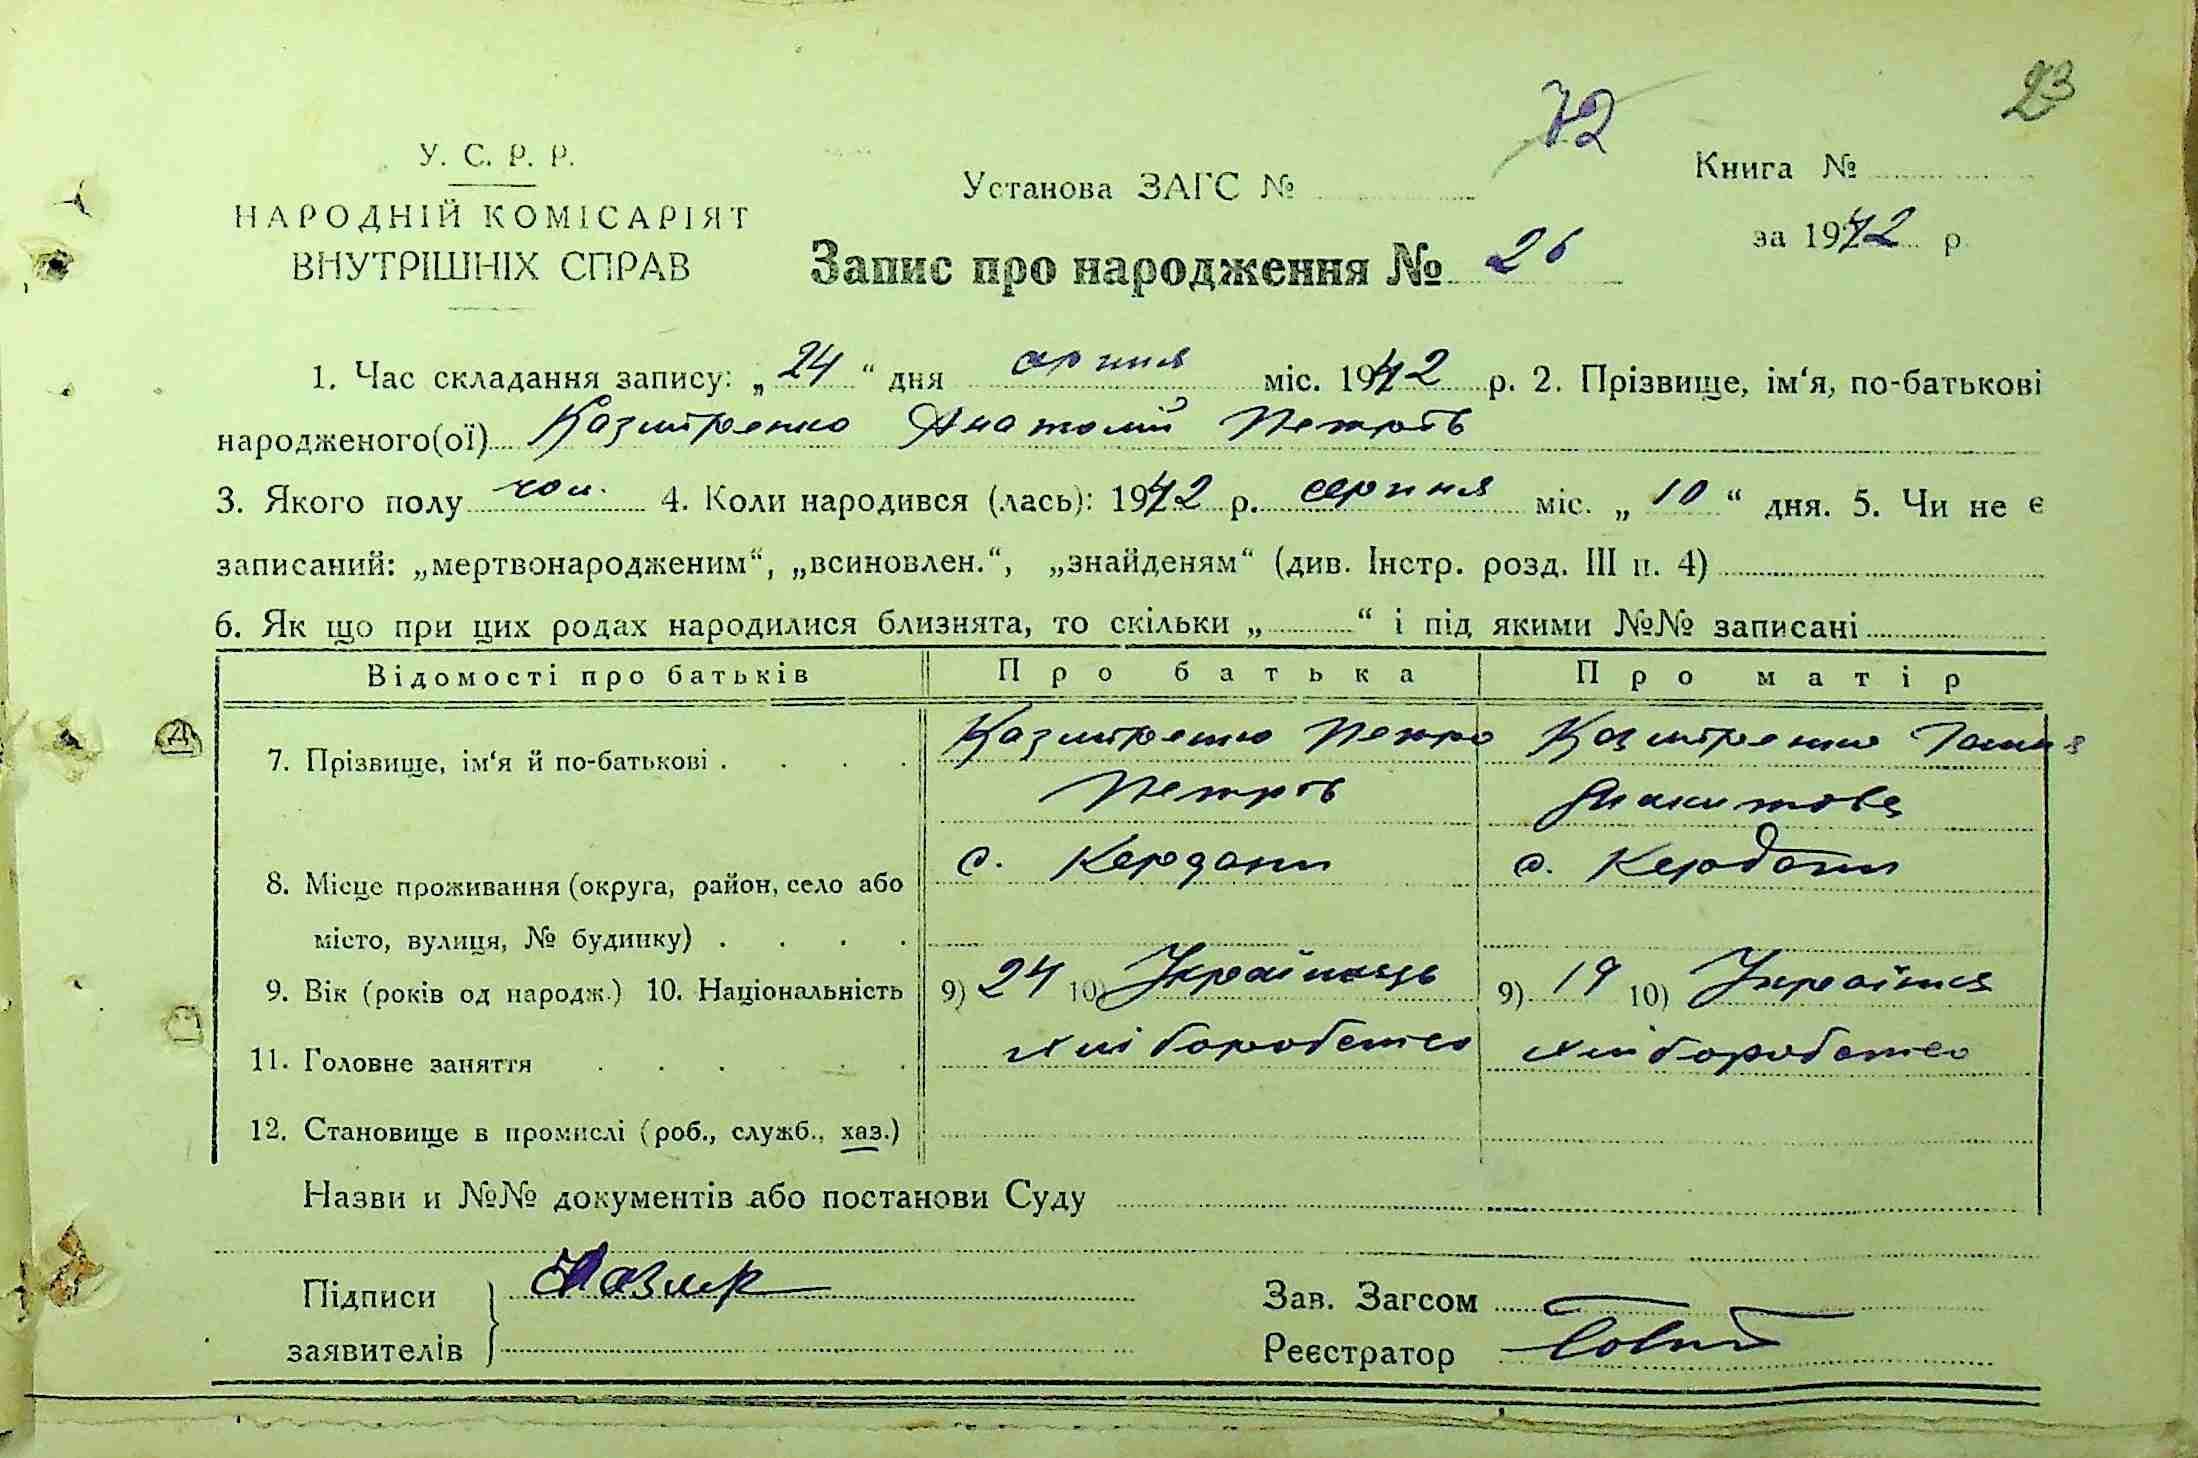 23
72
У. С. Р. Р.
НАРОДНІЙ КОМІСАРІЯТ
ВНУТРІШНІХ СПРАВ
Установа ЗАГС №
Книга №
за 1942 р.
Запис про народження № 26
1. Час складання запису: „24“ дня серпня міс. 1942 р. 2. Прізвище, ім‘я, по-батькові
народженого(ої) Казмиренко Анатолій Петрів
3. Якого полу чол. 4. Коли народився (лась): 1942 р. серпня міс. „10“ дня. 5. Чи не є
записаний: „мертвонародженим“, „всиновлен.“, „знайденям“ (див. Інстр. розд. III п. 4)
6. Як що при цих родах народилися близнята, то скільки „ “ і під якими №№ записані
Відомості про батьків Про батька Про матір
7. Прізвище, ім‘я й по-батькові Казмиренко Петро Казмиренко
Петрів
8. Місце проживання (округа, район, село або с. Кердани с. Кердани
місто, вулиця, № будинку)
9. Вік (років од народж.) 10. Національність 9) 24 10) Українець 9) 19 10) Українка
11. Головне заняття хліборобство хліборобство
12. Становище в промислі (роб., служб., хаз.)
Назви и №№ документів або постанови Суду
Підписи Казмир
заявителів
Зав. Загсом
Реєстратор